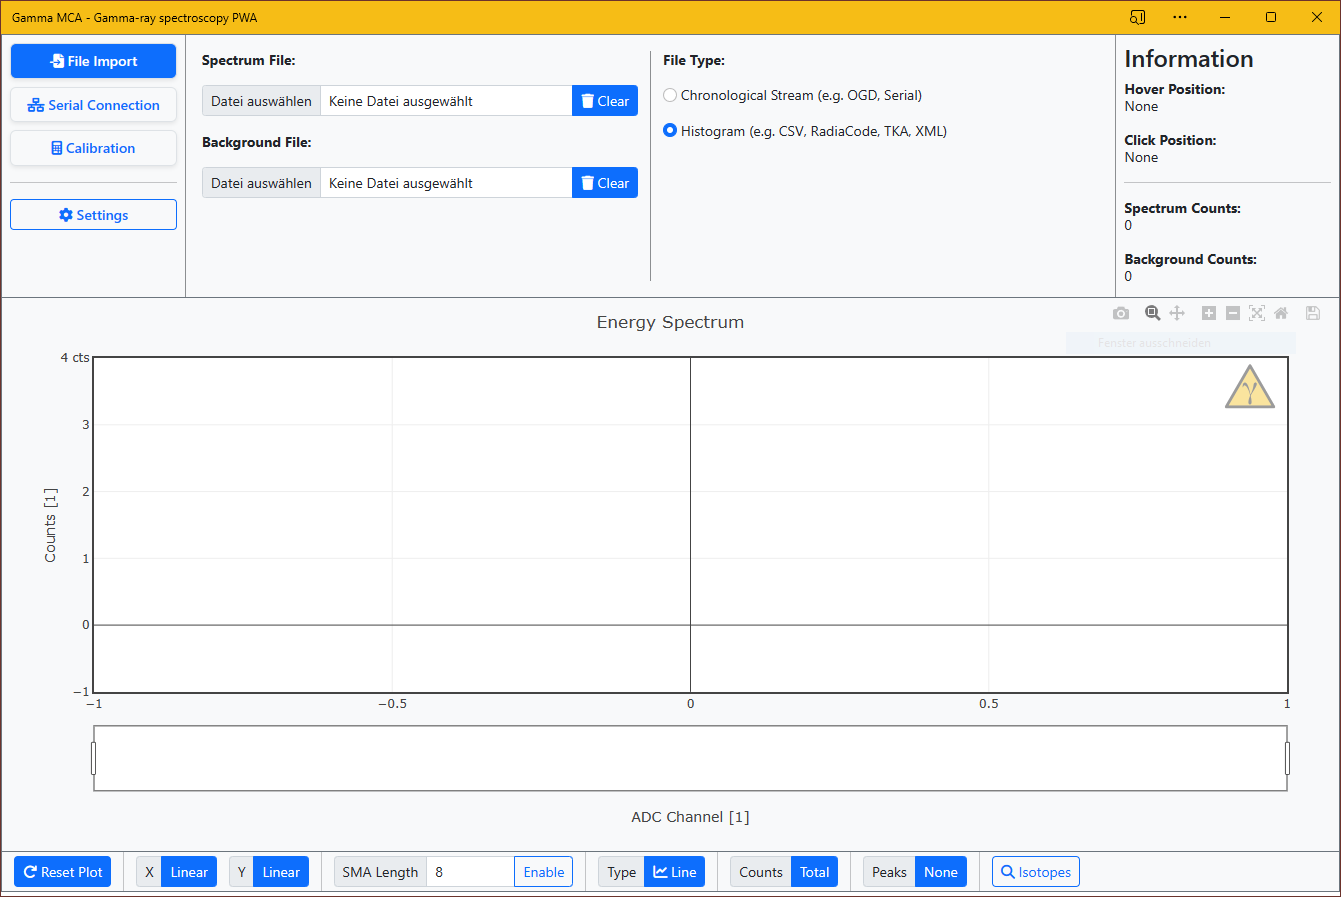 Gamma MCA - Gamma-ray spectroscopy PWA
File Import
Serial Connection
Calibration
Settings
Spectrum File:
Datei auswählen Keine Datei ausgewählt Clear
Background File:
Datei auswählen Keine Datei ausgewählt Clear
File Type:
Chronological Stream (e.g. OGD, Serial)
Histogram (e.g. CSV, RadiaCode, TKA, XML)
Information
Hover Position:
None
Click Position:
None
Spectrum Counts:
0
Background Counts:
0
Energy Spectrum
Fenster ausschneiden
γ
4 cts
3
2
1
0
−1
Counts [1]
−1 −0.5 0 0.5 1
ADC Channel [1]
Reset Plot X Linear Y Linear SMA Length 8 Enable Type Line Counts Total Peaks None Isotopes